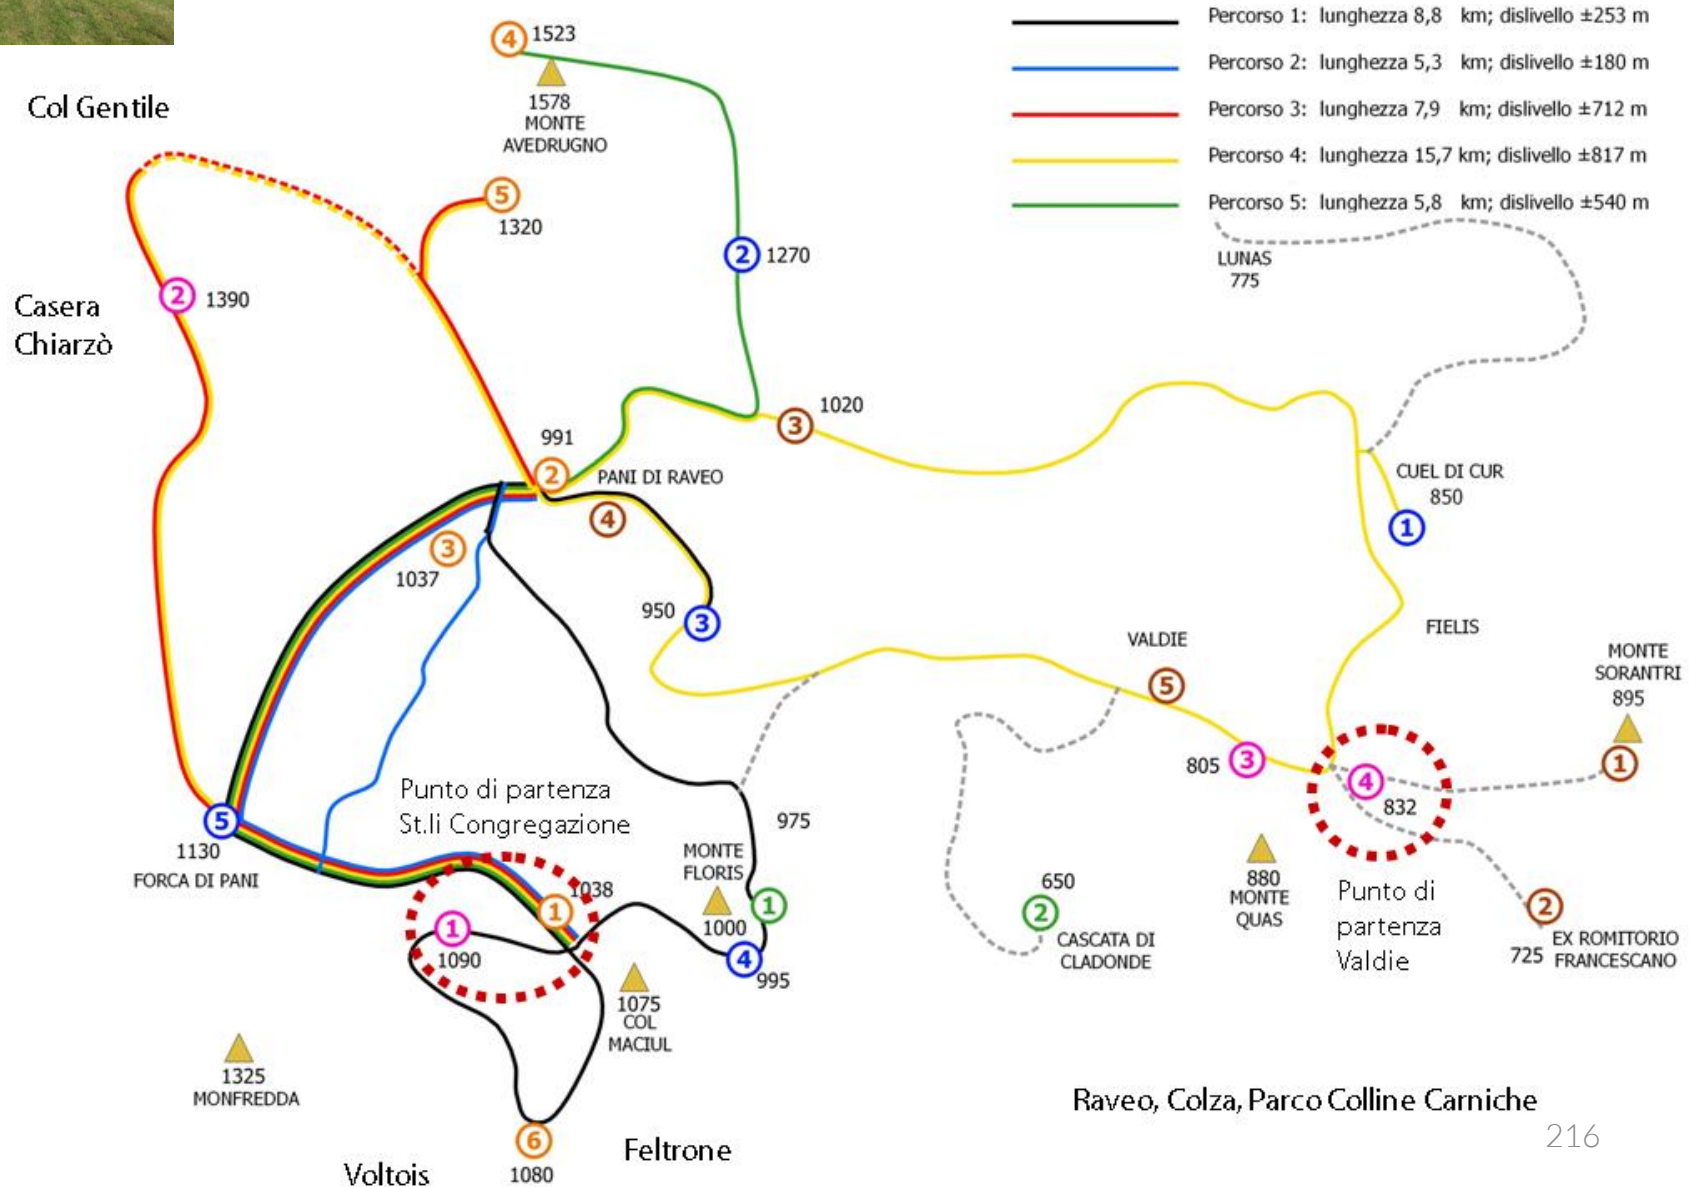 Percorso 1: lunghezza 8,8 km; dislivello ±253 m
Percorso 2: lunghezza 5,3 km; dislivello ±180 m
Percorso 3: lunghezza 7,9 km; dislivello ±712 m
Percorso 4: lunghezza 15,7 km; dislivello ±817 m
Percorso 5: lunghezza 5,8 km; dislivello ±540 m
4 1523
1578
MONTE
AVEDRUGNO
Col Gentile
5
1320
2 1270
LUNAS
775
2 1390
Casera
Chiarzò
3 1020
991
2
PANI DI RAVEO
4
3
1037
CUEL DI CUR
850
1
950
3
FIELIS
VALDIE
5
MONTE
SORANTRI
895
1
805 3
4
832
Punto di partenza
St.li Congregazione
5
1130
FORCA DI PANI
975
MONTE
FLORIS
1000
1
1038
1
1
1090
4
995
650
2
CASCATA DI
CLADONDE
880
MONTE
QUAS
Punto di
partenza
Valdie
2
725
EX ROMITORIO
FRANCESCANO
1075
COL
MACIUL
1325
MONFREDDA
6
1080
Feltrone
Voltois
Raveo, Colza, Parco Colline Carniche
216